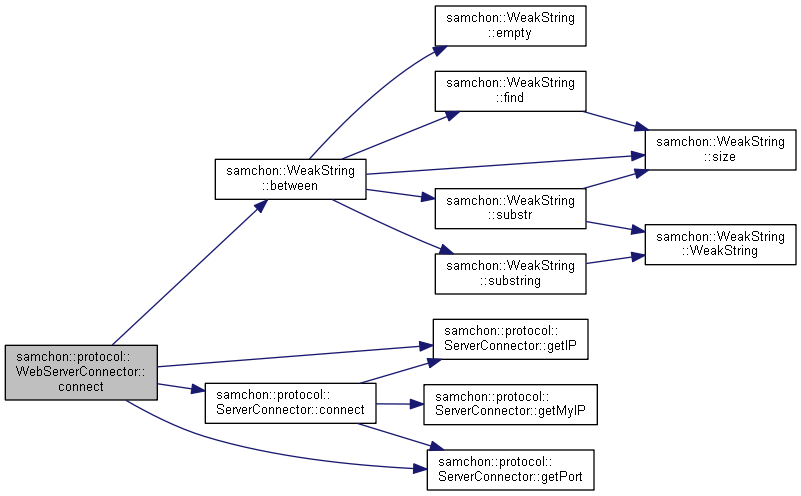 samchon::protocol::
WebServerConnector::
connect
samchon::WeakString
::between
samchon::WeakString
::empty
samchon::WeakString
::find
samchon::WeakString
::size
samchon::WeakString
::substr
samchon::WeakString
::WeakString
samchon::WeakString
::substring
samchon::protocol::
ServerConnector::getIP
samchon::protocol::
ServerConnector::connect
samchon::protocol::
ServerConnector::getMyIP
samchon::protocol::
ServerConnector::getPort